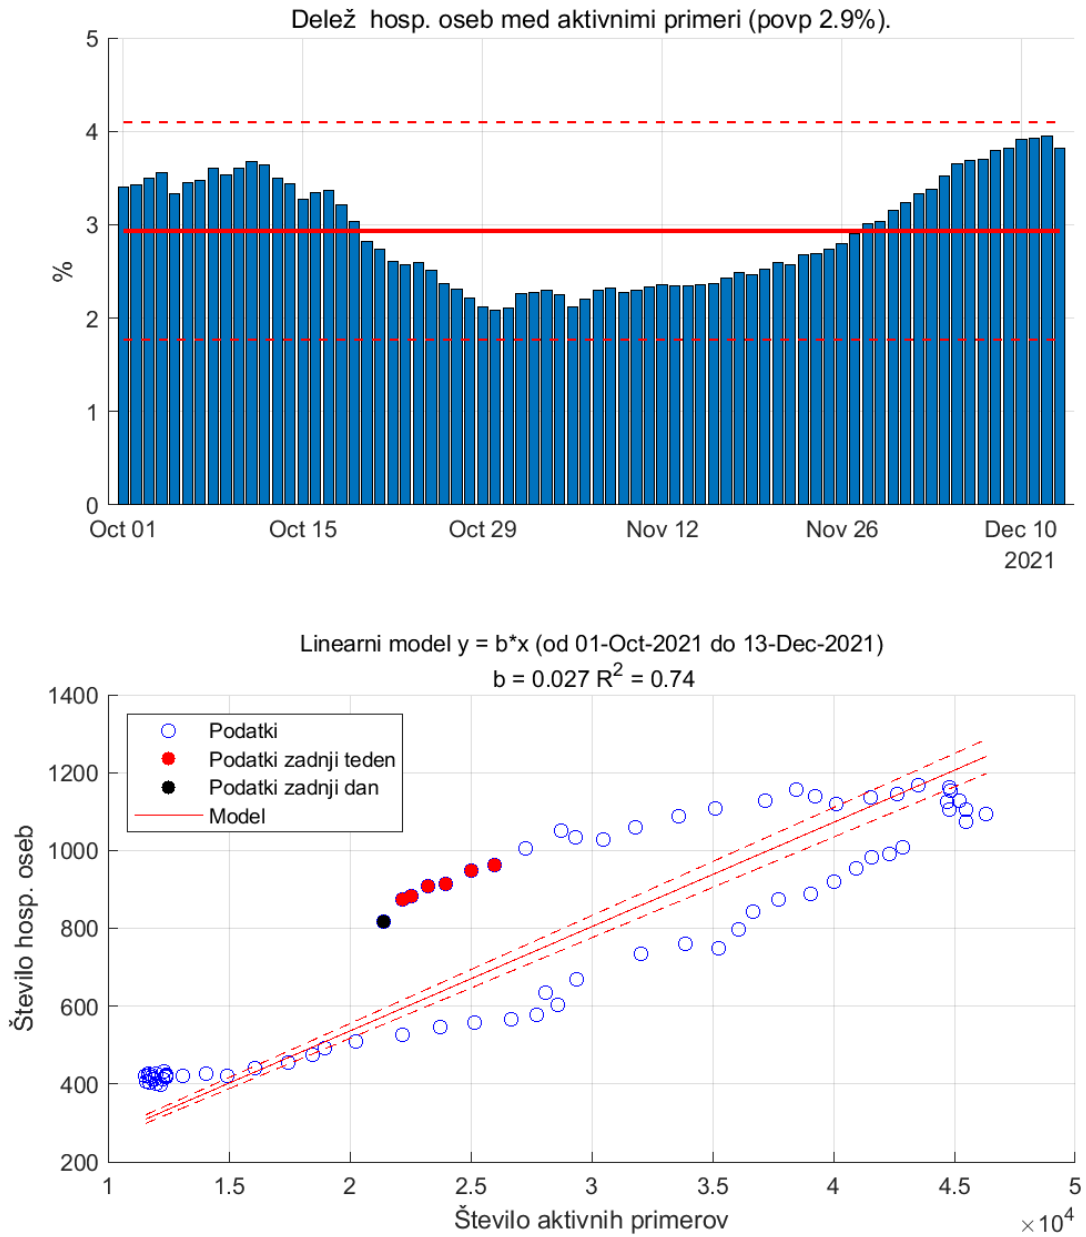 Delež  hosp. oseb med aktivnimi primeri (povp 2.9%).
5
4
3
2
1
0
%
Oct 01 Oct 15 Oct 29 Nov 12 Nov 26 Dec 10
2021
Linearni model y = b*x (od 01-Oct-2021 do 13-Dec-2021)
b = 0.027 R² = 0.74
1400
1200
1000
800
600
400
200
Število hosp. oseb
Podatki
Podatki zadnji teden
Podatki zadnji dan
Model
1 1.5 2 2.5 3 3.5 4 4.5 5
Število aktivnih primerov
×10⁴